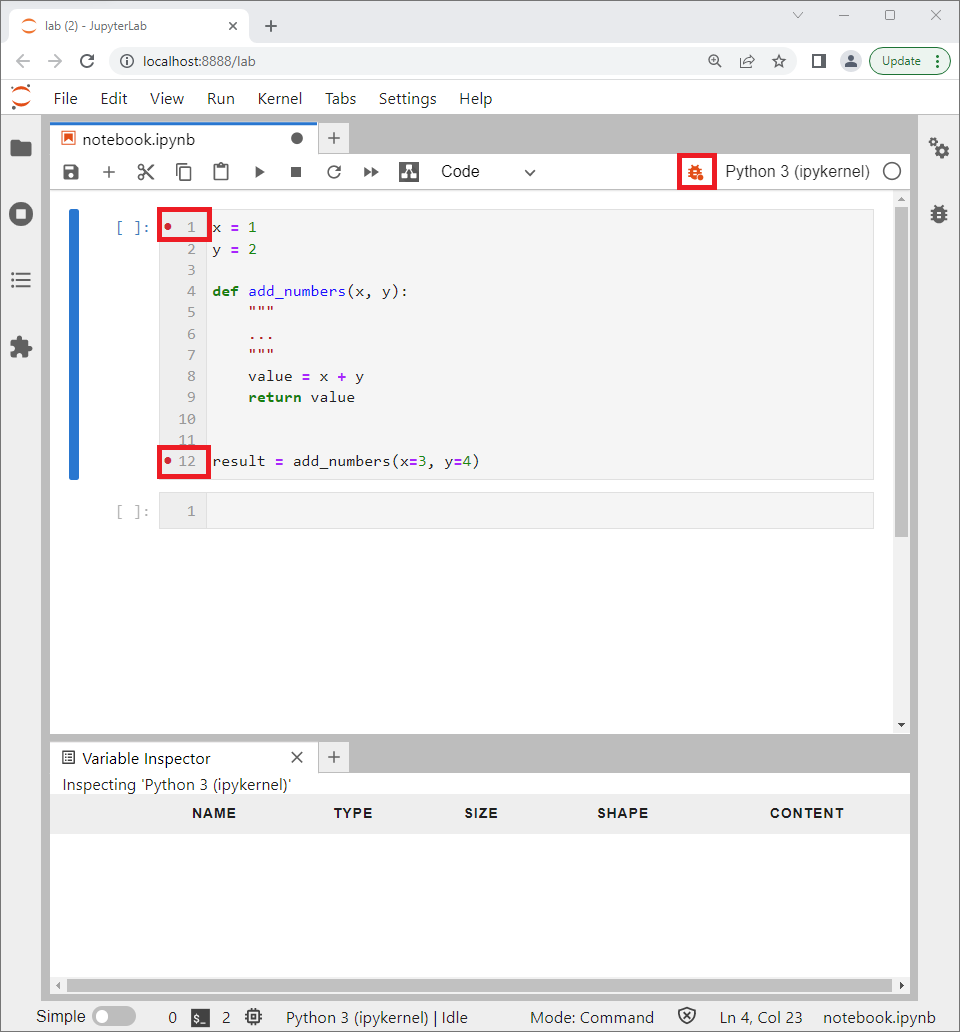 lab (2) - JupyterLab
localhost:8888/lab
Update
File Edit View Run Kernel Tabs Settings Help
notebook.ipynb
Code
Python 3 (ipykernel)
[ ]: 1 x = 1
2 y = 2
3
4 def add_numbers(x, y):
5 """
6 ...
7 """
8 value = x + y
9 return value
10
11
12 result = add_numbers(x=3, y=4)
[ ]: 1
Variable Inspector
Inspecting 'Python 3 (ipykernel)'
NAME TYPE SIZE SHAPE CONTENT
Simple 0 $_ 2 Python 3 (ipykernel) | Idle Mode: Command Ln 4, Col 23 notebook.ipynb